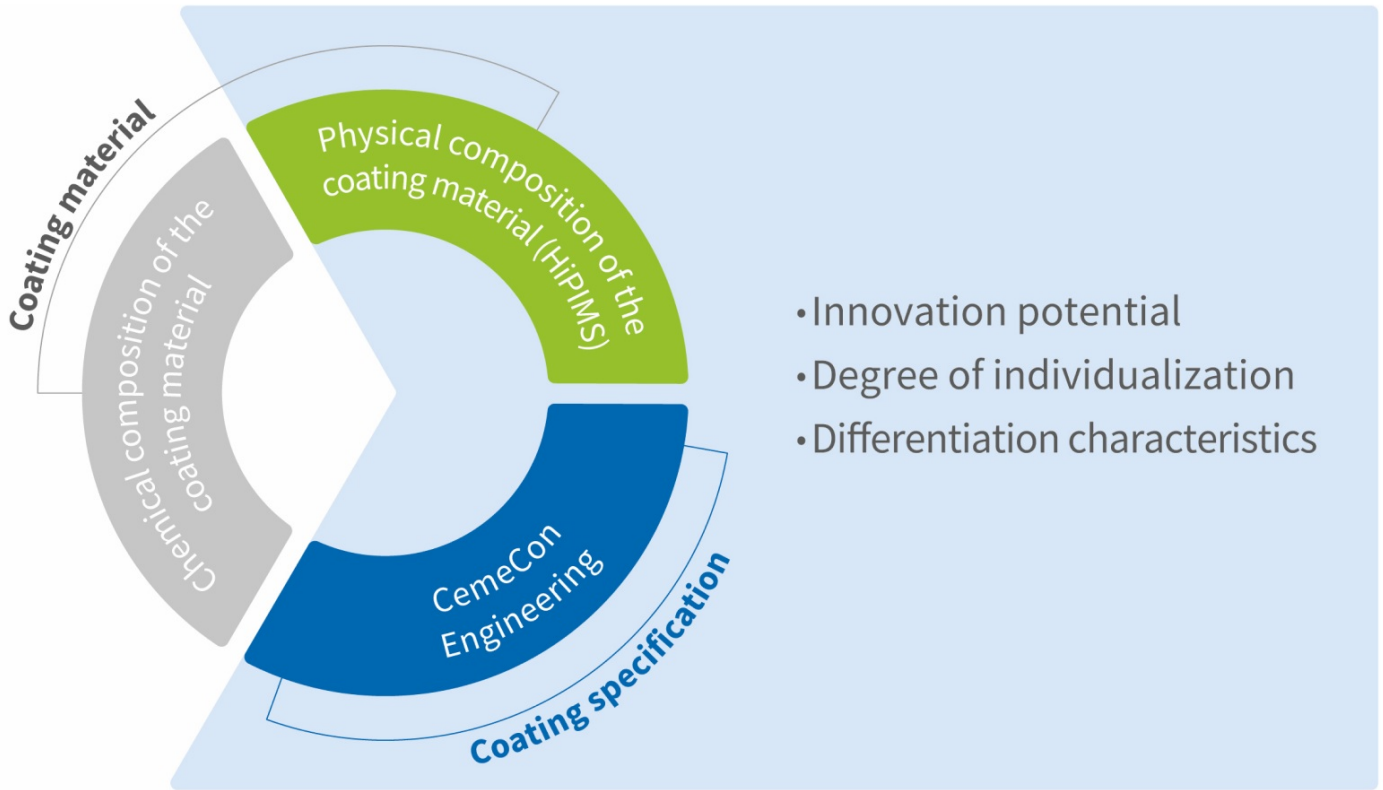 Coating material
Physical composition of the
coating material (HiPIMS)
Chemical composition of the
coating material
CemeCon
Engineering
Coating specification
•Innovation potential
•Degree of individualization
•Differentiation characteristics